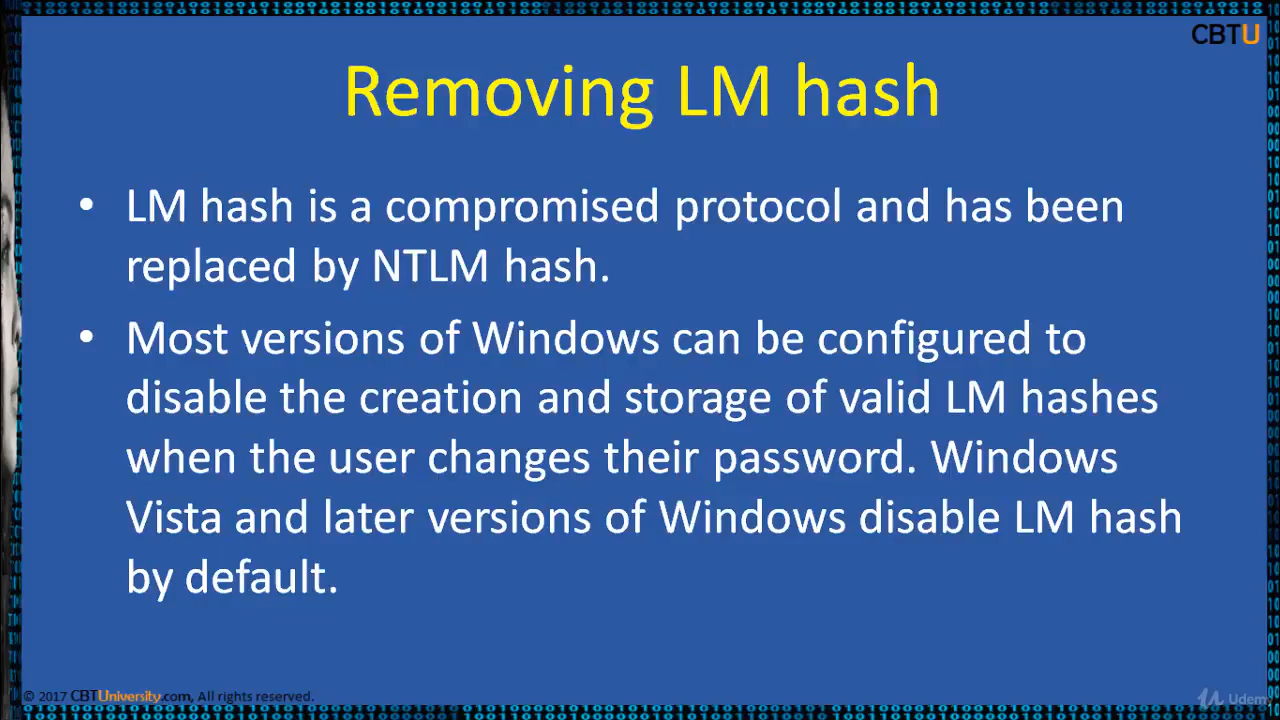 CBTU
Removing LM hash
• LM hash is a compromised protocol and has been
replaced by NTLM hash.
• Most versions of Windows can be configured to
disable the creation and storage of valid LM hashes
when the user changes their password. Windows
Vista and later versions of Windows disable LM hash
by default.
© 2017 CBTUniversity.com, All rights reserved.
Udemy